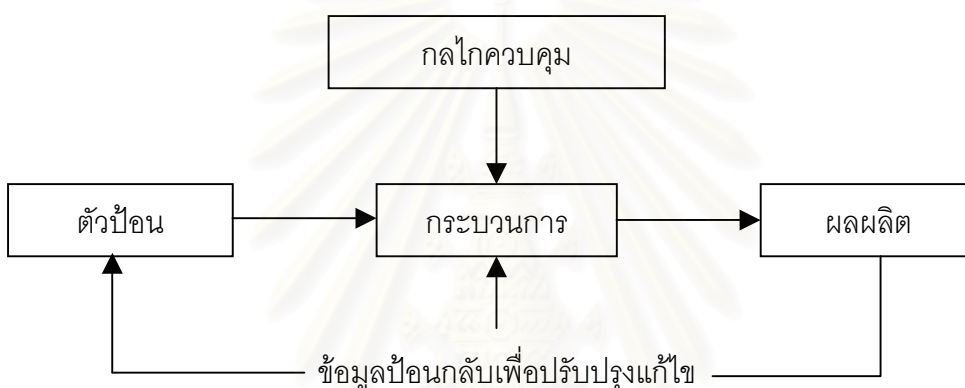 กลไกควบคุม
ตัวป้อน
กระบวนการ
ผลผลิต
ข้อมูลป้อนกลับเพื่อปรับปรุงแก้ไข